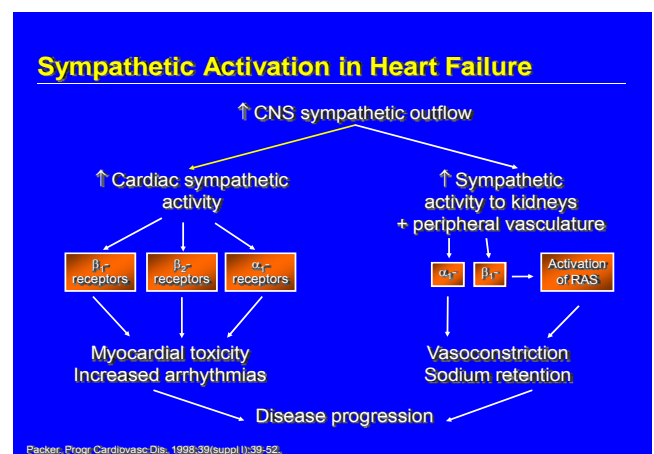 Sympathetic Activation in Heart Failure
↑ CNS sympathetic outflow
↑ Cardiac sympathetic
activity
↑ Sympathetic
activity to kidneys
+ peripheral vasculature
β₁-
receptors
β₂-
receptors
α₁-
receptors
α₁-
β₁-
Activation
of RAS
Myocardial toxicity
Increased arrhythmias
Vasoconstriction
Sodium retention
Disease progression
Packer. Progr Cardiovasc Dis. 1998;39(suppl I):39-52.